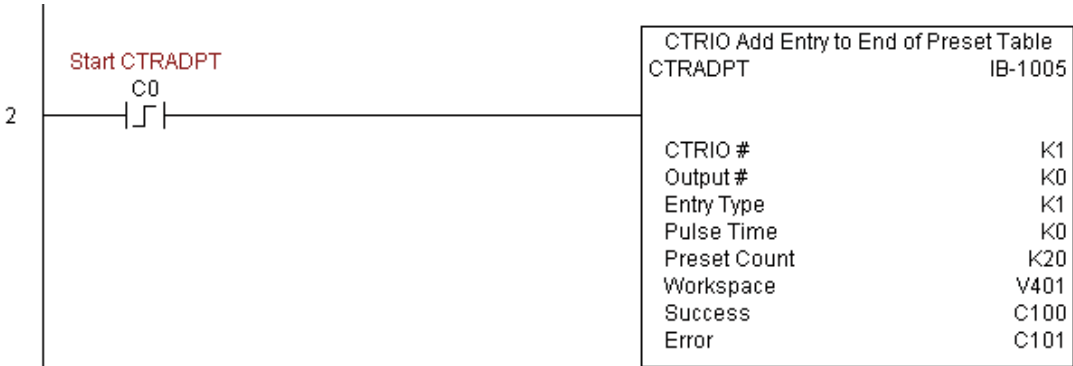 Start CTRADPT
C0
2
CTRIO Add Entry to End of Preset Table
CTRADPT IB-1005
CTRIO # K1
Output # K0
Entry Type K1
Pulse Time K0
Preset Count K20
Workspace V401
Success C100
Error C101